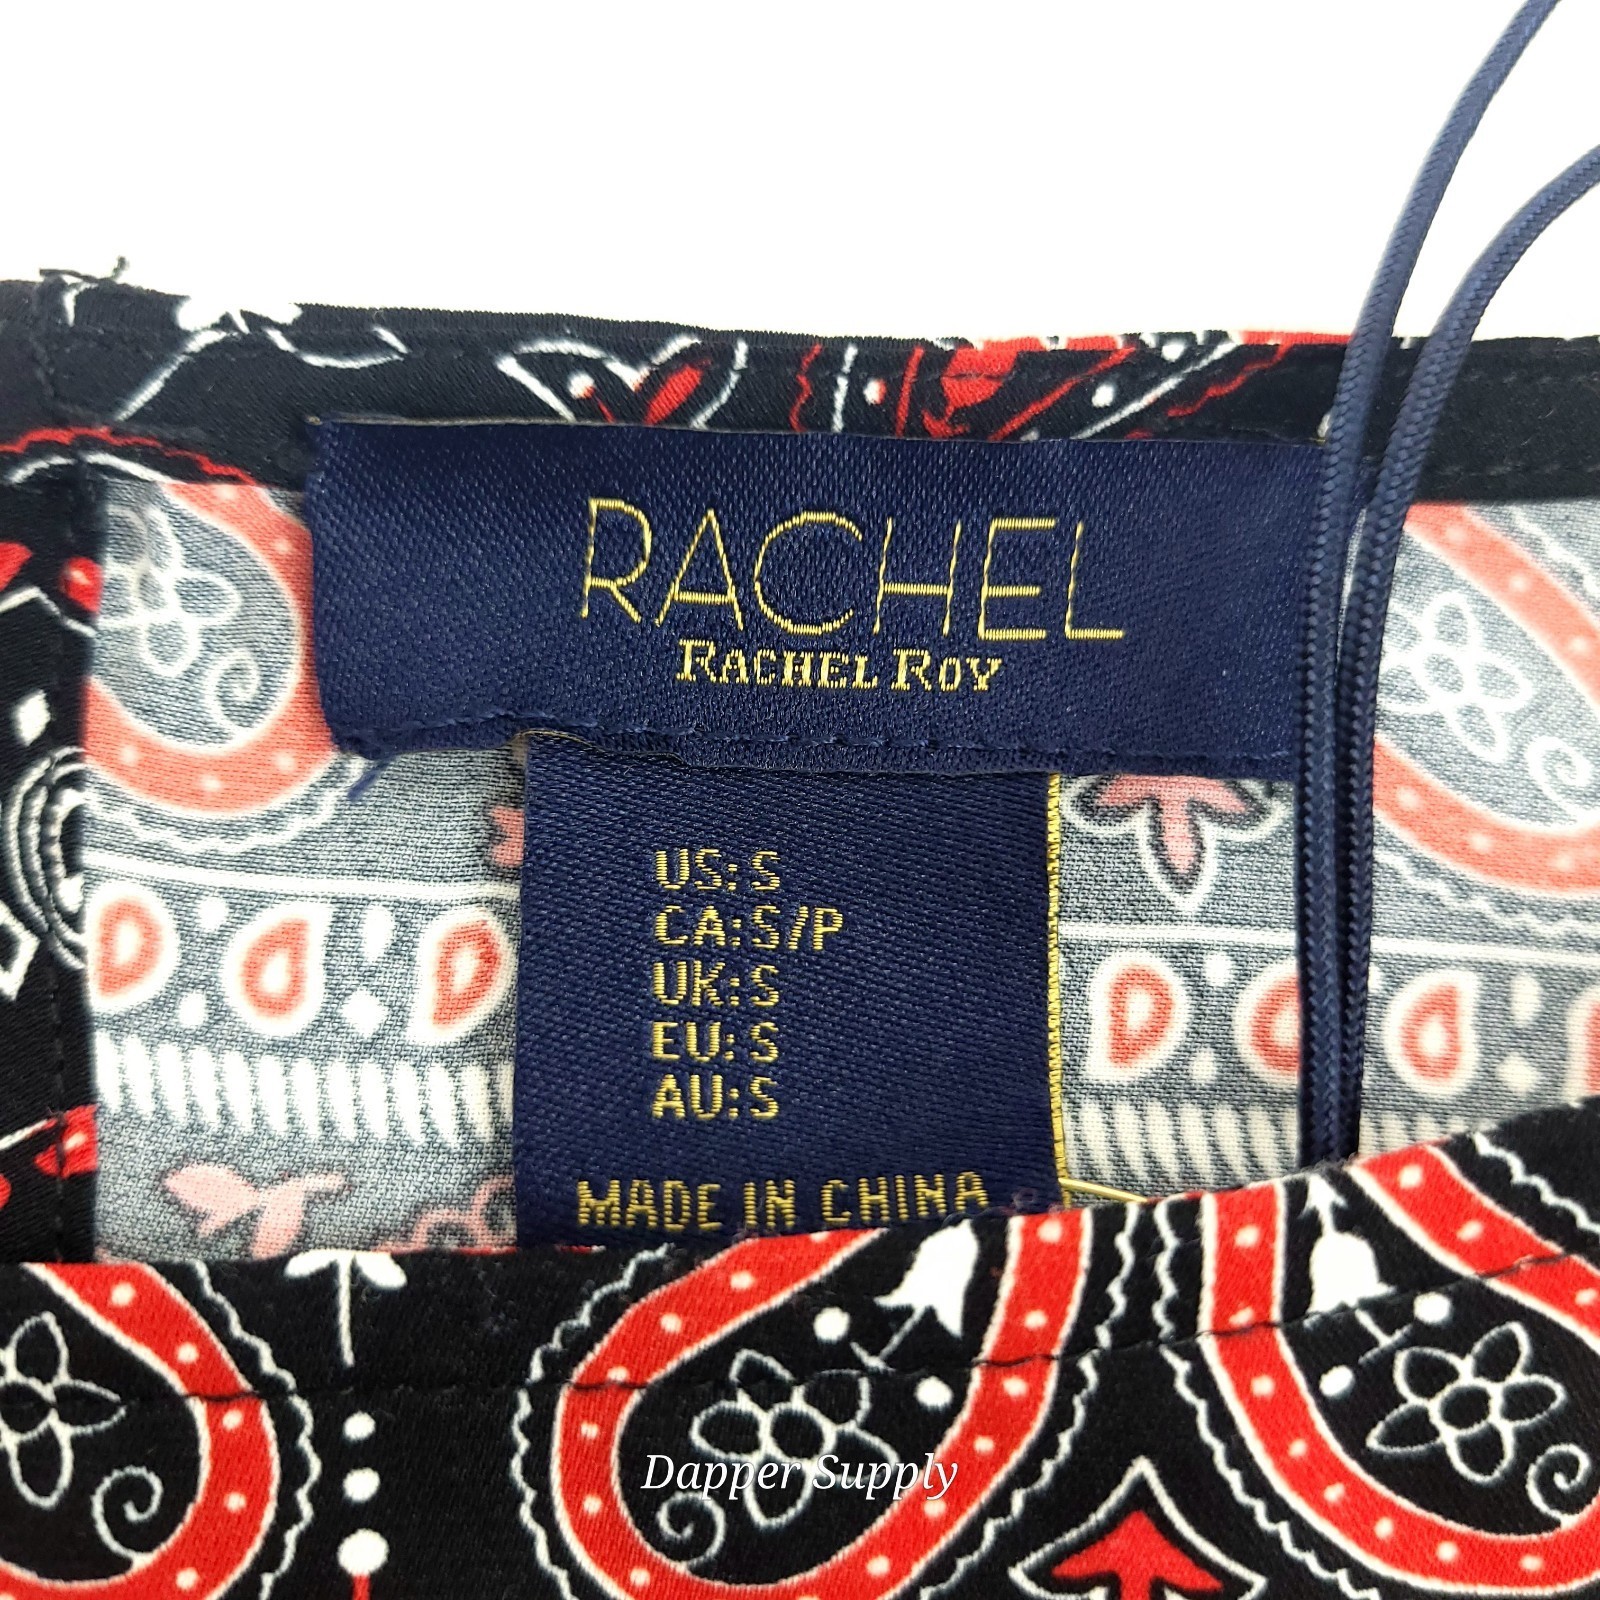 RACHEL
RACHEL ROY
US: S
CA: S/P
UK: S
EU: S
AU: S
MADE IN CHINA
Dapper Supply